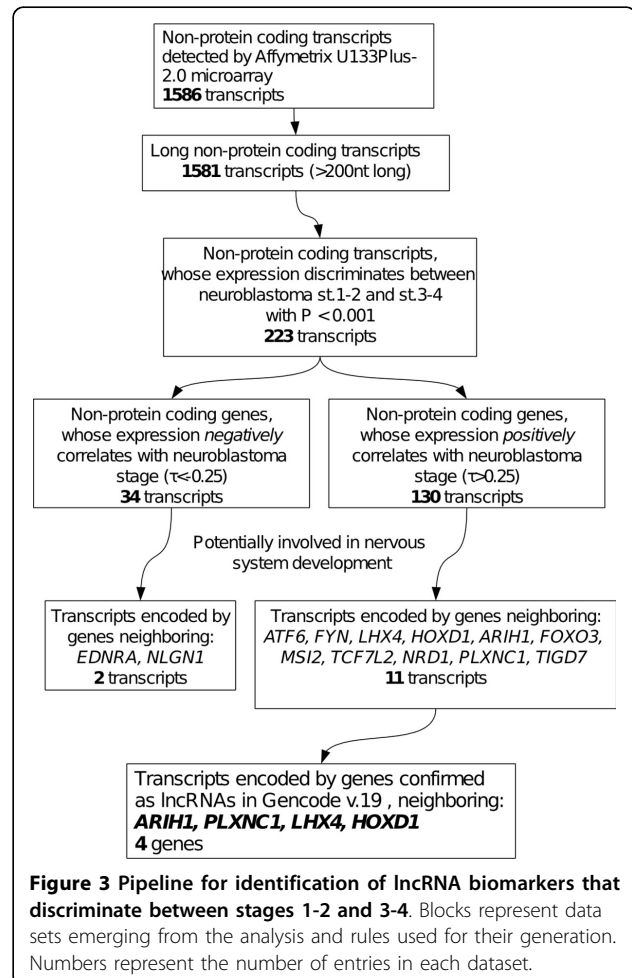 Non-protein coding transcripts
detected by Affymetrix U133Plus-
2.0 microarray
1586 transcripts
Long non-protein coding transcripts
1581 transcripts (>200nt long)
Non-protein coding transcripts,
whose expression discriminates between
neuroblastoma st.1-2 and st.3-4
with P < 0.001
223 transcripts
Non-protein coding genes,
whose expression negatively
correlates with neuroblastoma
stage (τ<-0.25)
34 transcripts
Non-protein coding genes,
whose expression positively
correlates with neuroblastoma
stage (τ>0.25)
130 transcripts
Potentially involved in nervous
system development
Transcripts encoded by
genes neighboring:
EDNRA, NLGN1
2 transcripts
Transcripts encoded by genes neighboring:
ATF6, FYN, LHX4, HOXD1, ARIH1, FOXO3,
MSI2, TCF7L2, NRD1, PLXNC1, TIGD7
11 transcripts
Transcripts encoded by genes confirmed
as lncRNAs in Gencode v.19 , neighboring:
ARIH1, PLXNC1, LHX4, HOXD1
4 genes
Figure 3 Pipeline for identification of lncRNA biomarkers that
discriminate between stages 1-2 and 3-4. Blocks represent data
sets emerging from the analysis and rules used for their generation.
Numbers represent the number of entries in each dataset.